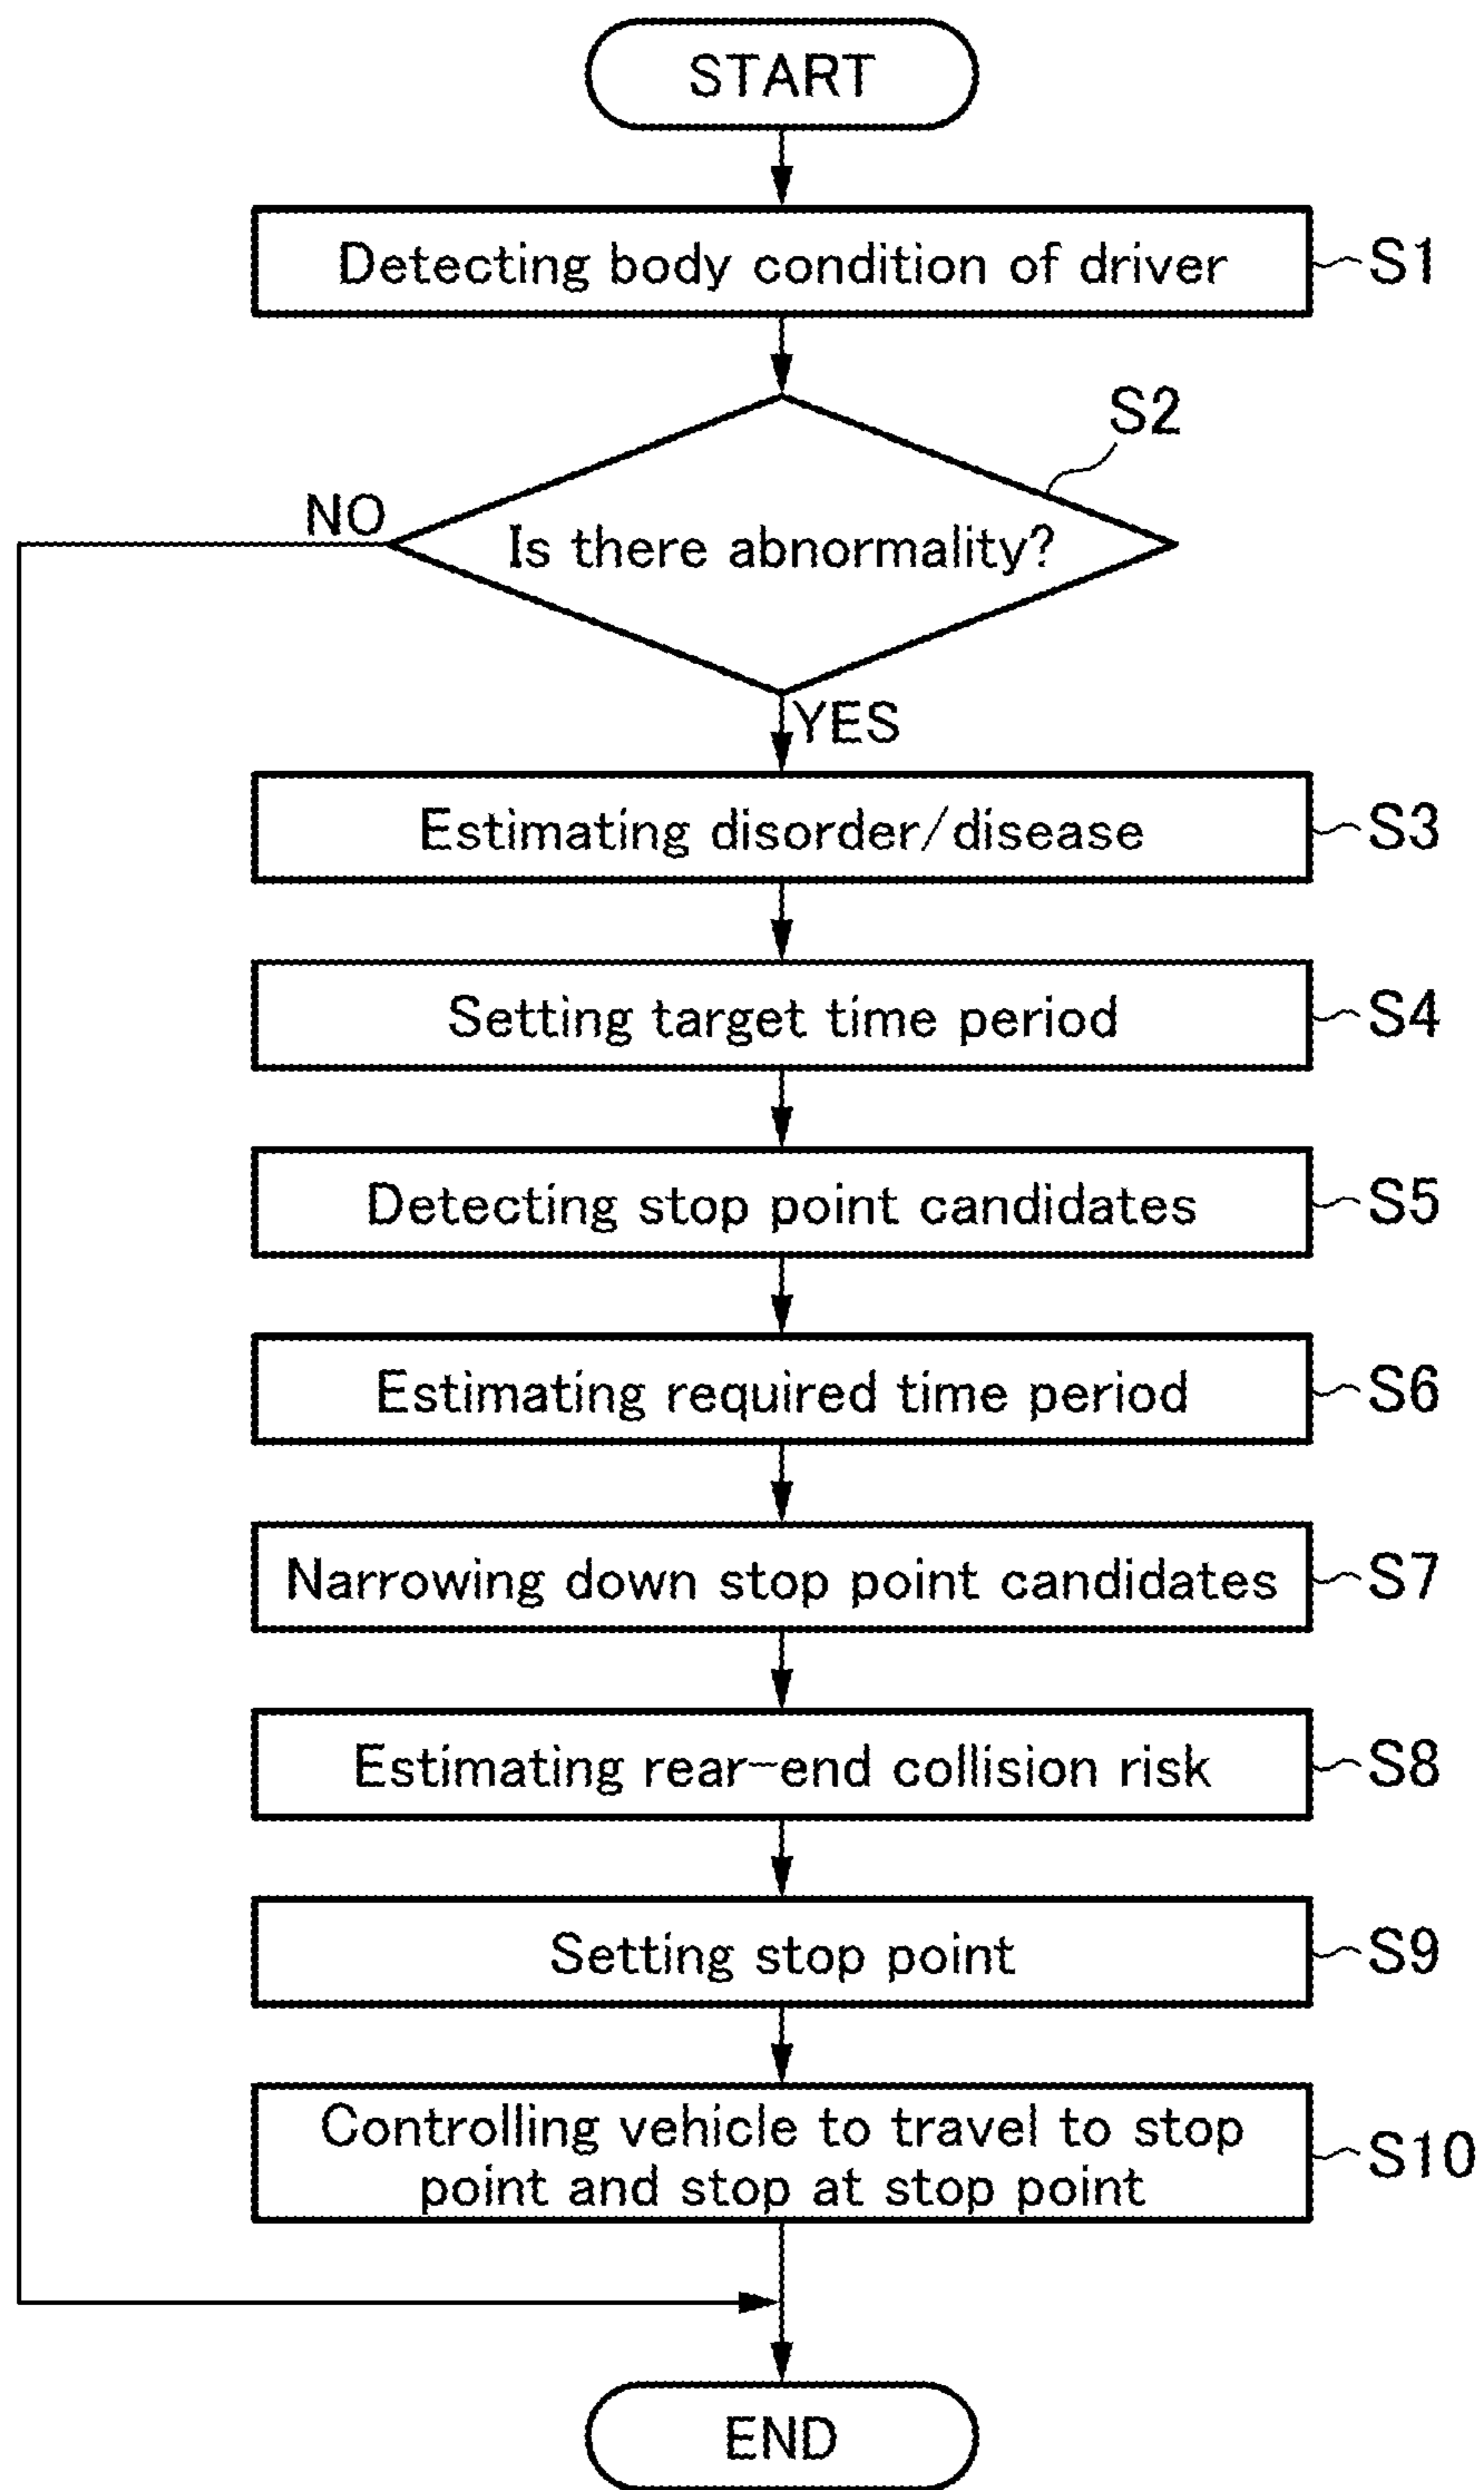 START
Detecting body condition of driver
S1
S2
NO
Is there abnormality?
YES
Estimating disorder/disease
S3
Setting target time period
S4
Detecting stop point candidates
S5
Estimating required time period
S6
Narrowing down stop point candidates
S7
Estimating rear-end collision risk
S8
Setting stop point
S9
Controlling vehicle to travel to stop
point and stop at stop point
S10
END